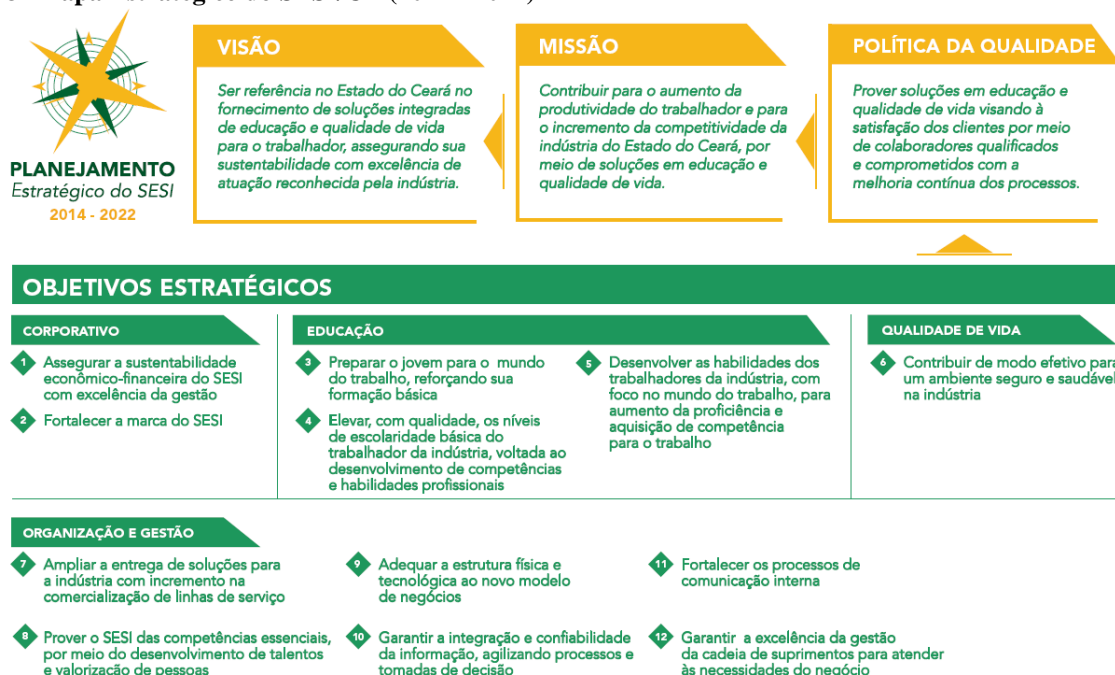 PLANEJAMENTO
Estratégico do SESI
2014 - 2022
VISÃO
Ser referência no Estado do Ceará no
fornecimento de soluções integradas
de educação e qualidade de vida
para o trabalhador, assegurando sua
sustentabilidade com excelência de
atuação reconhecida pela indústria.
MISSÃO
Contribuir para o aumento da
produtividade do trabalhador e para
o incremento da competitividade da
indústria do Estado do Ceará, por
meio de soluções em educação e
qualidade de vida.
POLÍTICA DA QUALIDADE
Prover soluções em educação e
qualidade de vida visando à
satisfação dos clientes por meio
de colaboradores qualificados
e comprometidos com a
melhoria contínua dos processos.
OBJETIVOS ESTRATÉGICOS
CORPORATIVO
1 Assegurar a sustentabilidade
econômico-financeira do SESI
com excelência da gestão
2 Fortalecer a marca do SESI
EDUCAÇÃO
3 Preparar o jovem para o mundo
do trabalho, reforçando sua
formação básica
4 Elevar, com qualidade, os níveis
de escolaridade básica do
trabalhador da indústria, voltada ao
desenvolvimento de competências
e habilidades profissionais
5 Desenvolver as habilidades dos
trabalhadores da indústria, com
foco no mundo do trabalho, para
aumento da proficiência e
aquisição de competência
para o trabalho
QUALIDADE DE VIDA
6 Contribuir de modo efetivo para
um ambiente seguro e saudável
na indústria
ORGANIZAÇÃO E GESTÃO
7 Ampliar a entrega de soluções para
a indústria com incremento na
comercialização de linhas de serviço
8 Prover o SESI das competências essenciais,
por meio do desenvolvimento de talentos
e valorização de pessoas
9 Adequar a estrutura física e
tecnológica ao novo modelo
de negócios
10 Garantir a integração e confiabilidade
da informação, agilizando processos e
tomadas de decisão
11 Fortalecer os processos de
comunicação interna
12 Garantir a excelência da gestão
da cadeia de suprimentos para atender
às necessidades do negócio